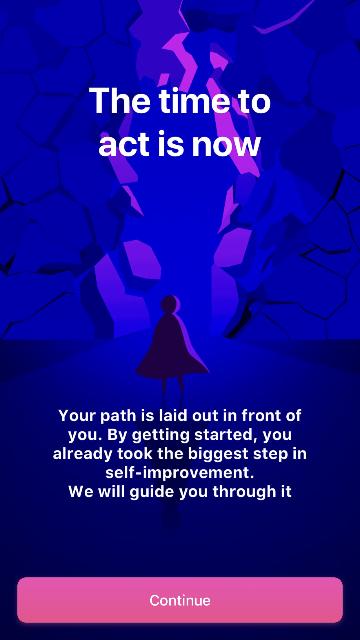 The time to
act is now
Your path is laid out in front of
you. By getting started, you
already took the biggest step in
self-improvement.
We will guide you through it
Continue